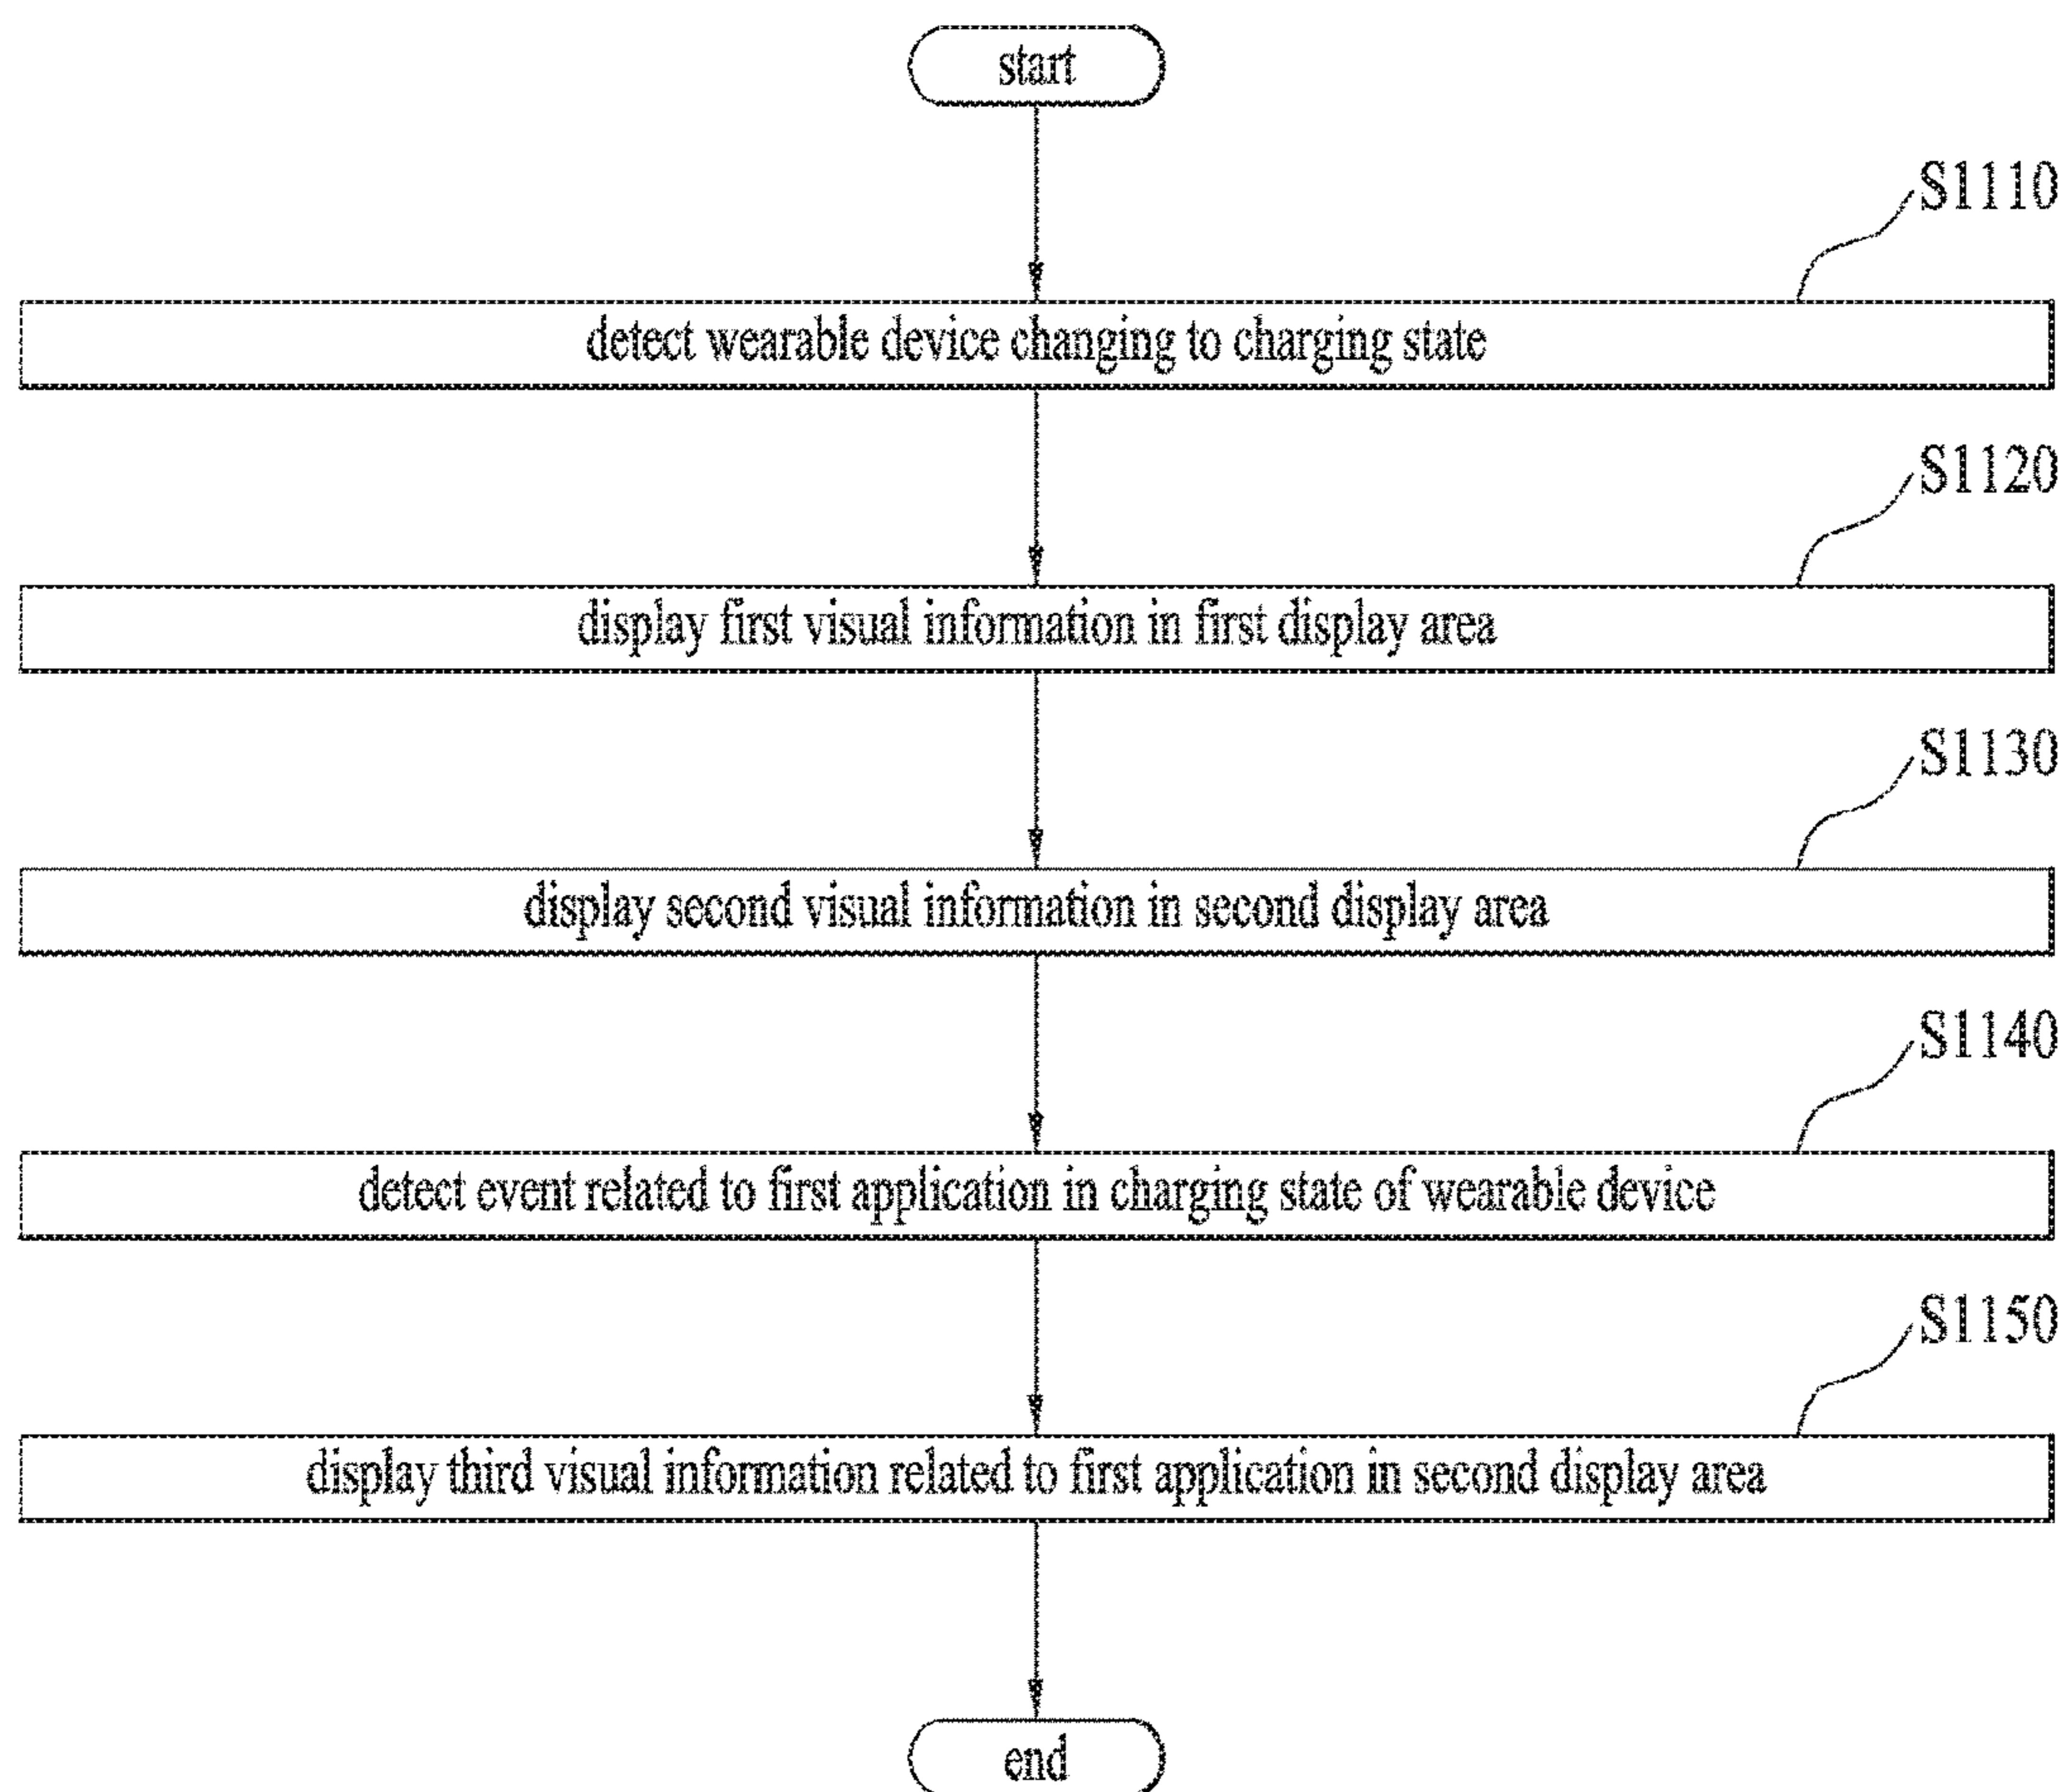 start
S1110
detect wearable device changing to charging state
S1120
display first visual information in first display area
S1130
display second visual information in second display area
S1140
detect event related to first application in charging state of wearable device
S1150
display third visual information related to first application in second display area
end